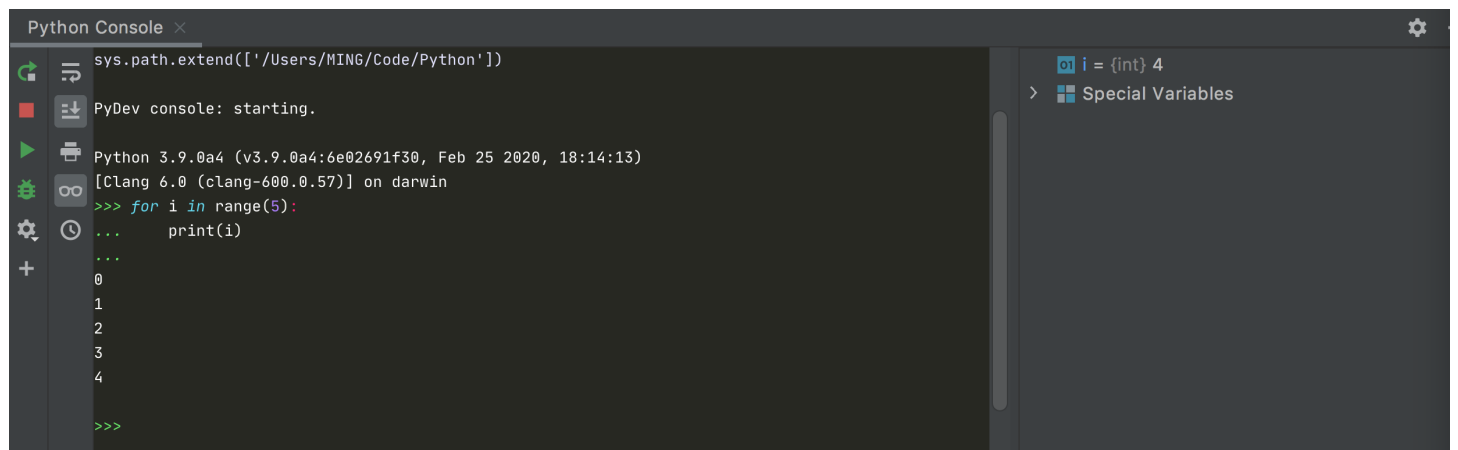 Python Console
sys.path.extend(['/Users/MING/Code/Python'])
PyDev console: starting.
Python 3.9.0a4 (v3.9.0a4:6e02691f30, Feb 25 2020, 18:14:13)
[Clang 6.0 (clang-600.0.57)] on darwin
>>> for i in range(5):
...     print(i)
...
0
1
2
3
4
>>>
01 i = {int} 4
Special Variables